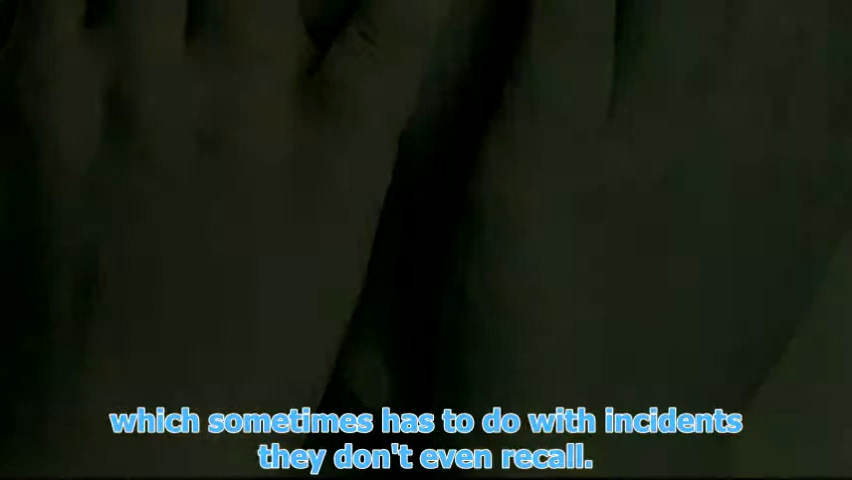 which sometimes has to do with incidents
they don't even recall.